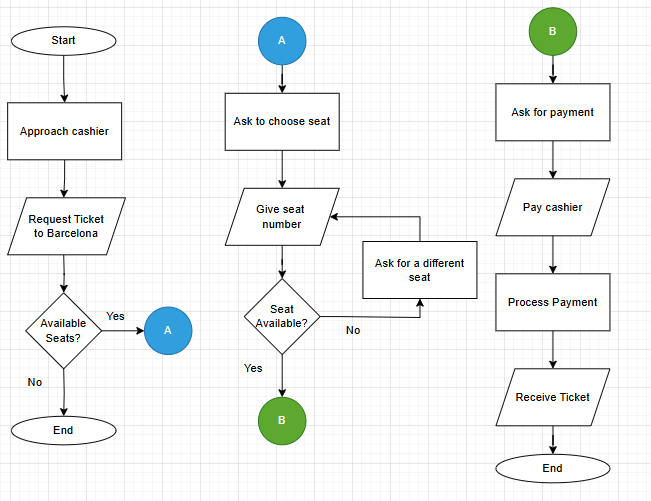 Start
Approach cashier
Request Ticket
to Barcelona
Available
Seats?
Yes
A
No
End
A
Ask to choose seat
Give seat
number
Ask for a different
seat
Seat
Available?
No
Yes
B
B
Ask for payment
Pay cashier
Process Payment
Receive Ticket
End